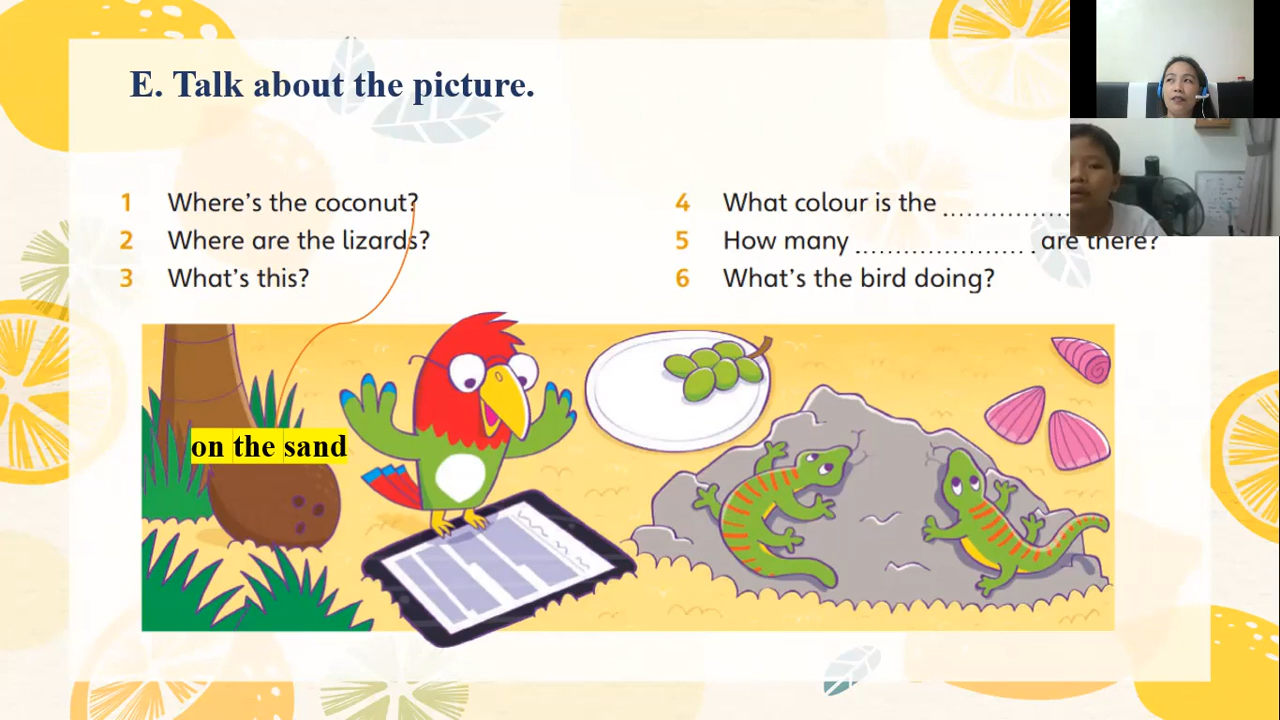 E. Talk about the picture.
1 Where's the coconut?
2 Where are the lizards?
3 What's this?
4 What colour is the ....................
5 How many .................... are there?
6 What's the bird doing?
on the sand